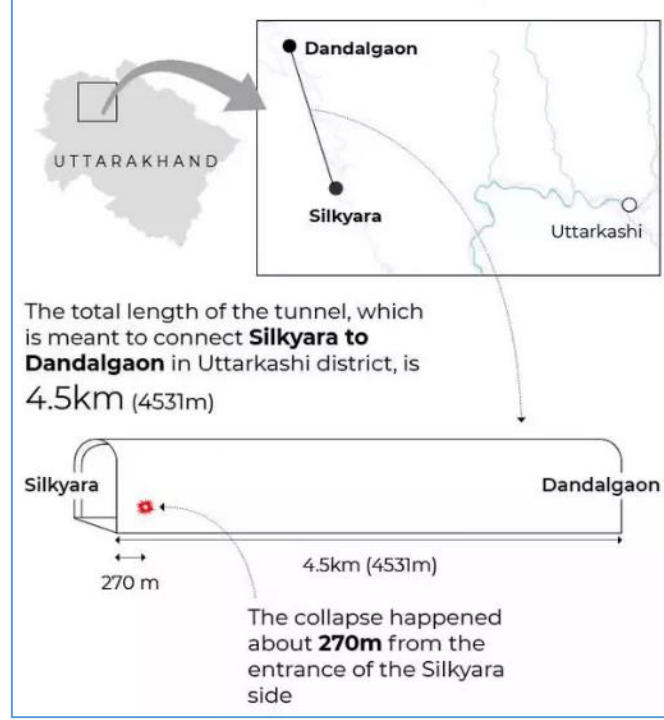 Dandalgaon
UTTARAKHAND
Silkyara
Uttarkashi
The total length of the tunnel, which
is meant to connect Silkyara to
Dandalgaon in Uttarkashi district, is
4.5km (4531m)
Silkyara
Dandalgaon
4.5km (4531m)
270 m
The collapse happened
about 270m from the
entrance of the Silkyara
side